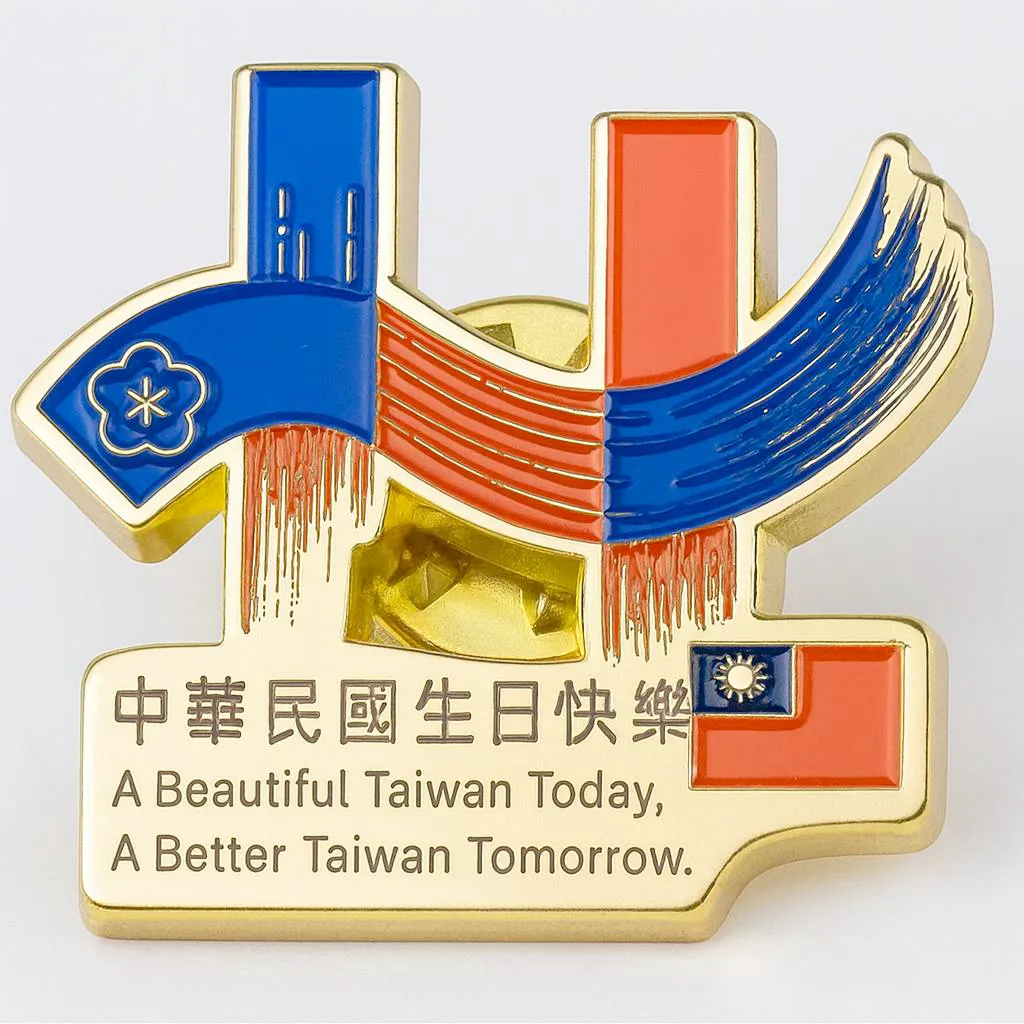 中華民國生日快樂
A Beautiful Taiwan Today,
A Better Taiwan Tomorrow.